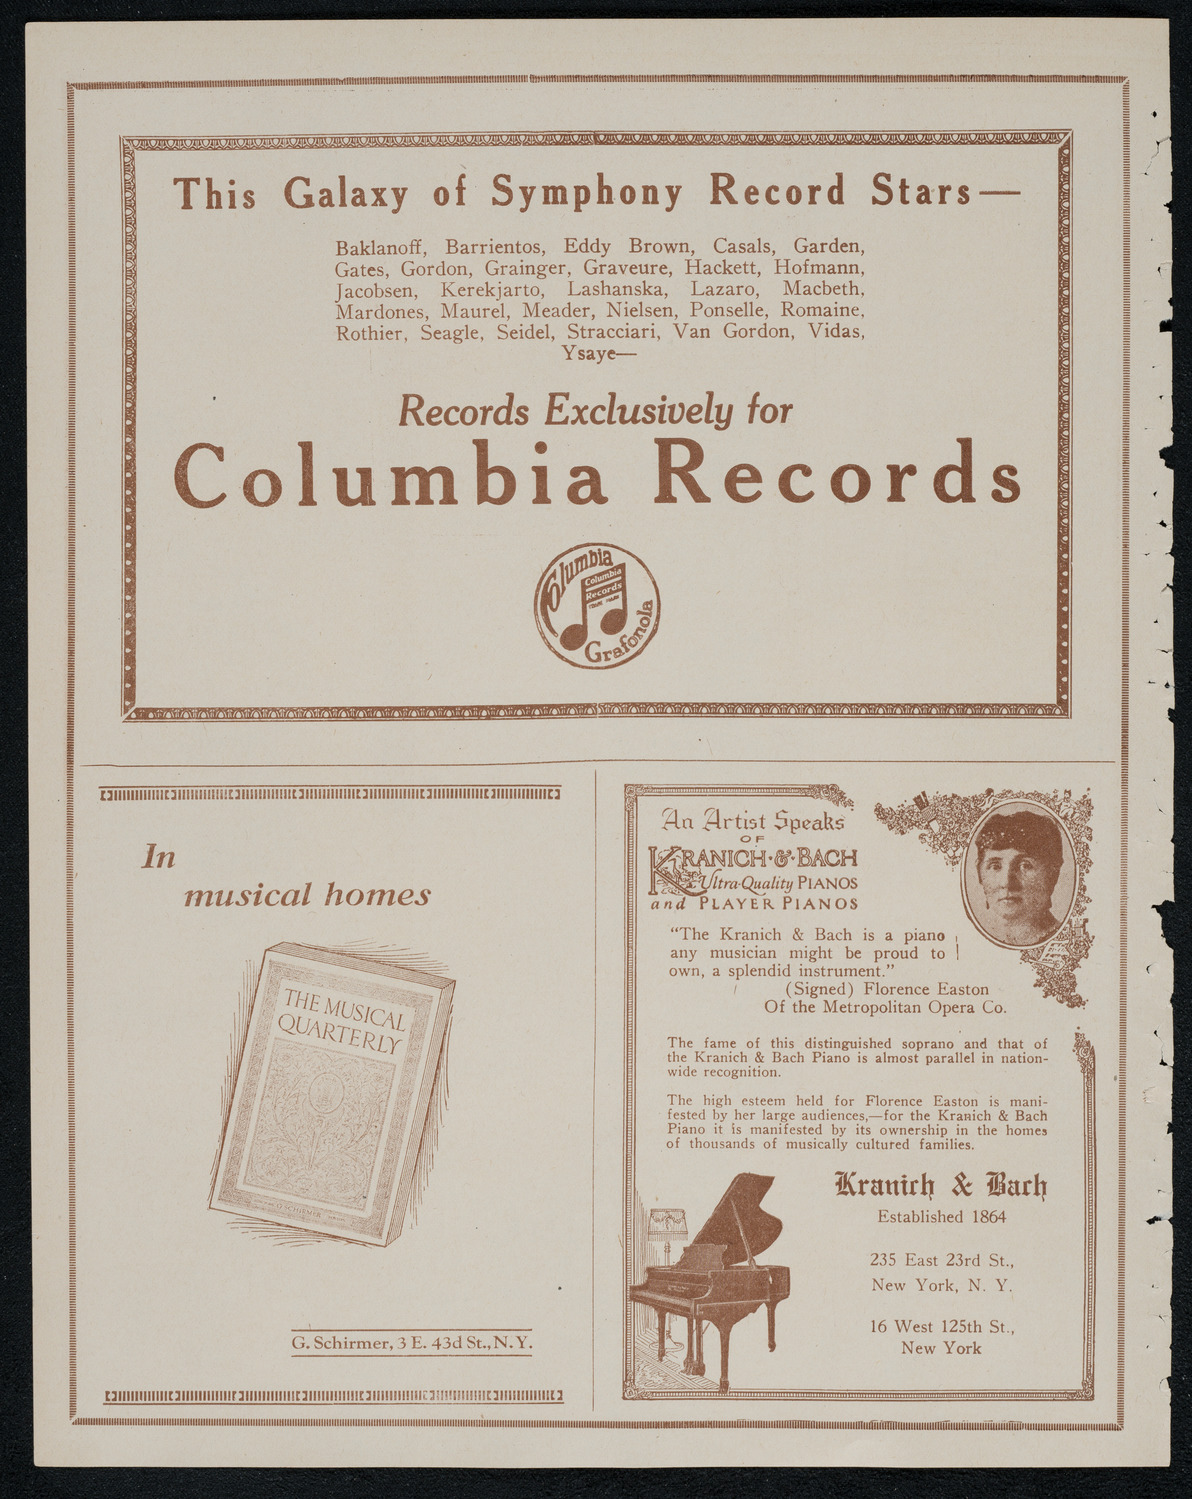 This Galaxy of Symphony Record Stars—
Baklanoff, Barrientos, Eddy Brown, Casals, Garden,
Gates, Gordon, Grainger, Graveure, Hackett, Hofmann,
Jacobsen, Kerekjarto, Lashanska, Lazaro, Macbeth,
Mardones, Maurel, Meader, Nielsen, Ponselle, Romaine,
Rothier, Seagle, Seidel, Stracciari, Van Gordon, Vidas,
Ysaye—
Records Exclusively for
Columbia Records
Columbia
Columbia
Records
TRADE MARK
Grafonola
In
musical homes
THE MUSICAL
QUARTERLY
G. SCHIRMER
G. Schirmer, 3 E. 43d St., N. Y.
An Artist Speaks
OF
KRANICH·&·BACH
Ultra-Quality PIANOS
and PLAYER PIANOS
"The Kranich & Bach is a piano
any musician might be proud to
own, a splendid instrument."
(Signed) Florence Easton
Of the Metropolitan Opera Co.
The fame of this distinguished soprano and that of
the Kranich & Bach Piano is almost parallel in nation-
wide recognition.
The high esteem held for Florence Easton is mani-
fested by her large audiences,—for the Kranich & Bach
Piano it is manifested by its ownership in the homes
of thousands of musically cultured families.
Kranich & Bach
Established 1864
235 East 23rd St.,
New York, N. Y.
16 West 125th St.,
New York